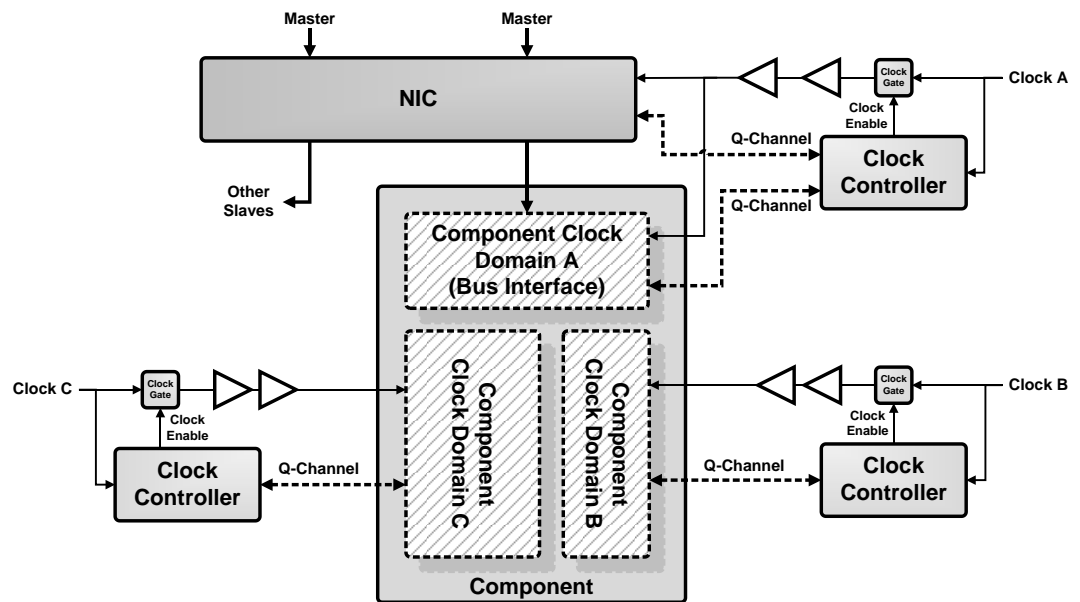 Master
Master
NIC
Clock
Gate
Clock A
Clock
Enable
Q-Channel
Clock
Controller
Q-Channel
Other
Slaves
Component Clock
Domain A
(Bus Interface)
Clock C
Clock
Gate
Clock
Enable
Clock
Controller
Q-Channel
Component
Clock Domain C
Component
Clock Domain B
Clock
Gate
Clock B
Clock
Enable
Q-Channel
Clock
Controller
Component